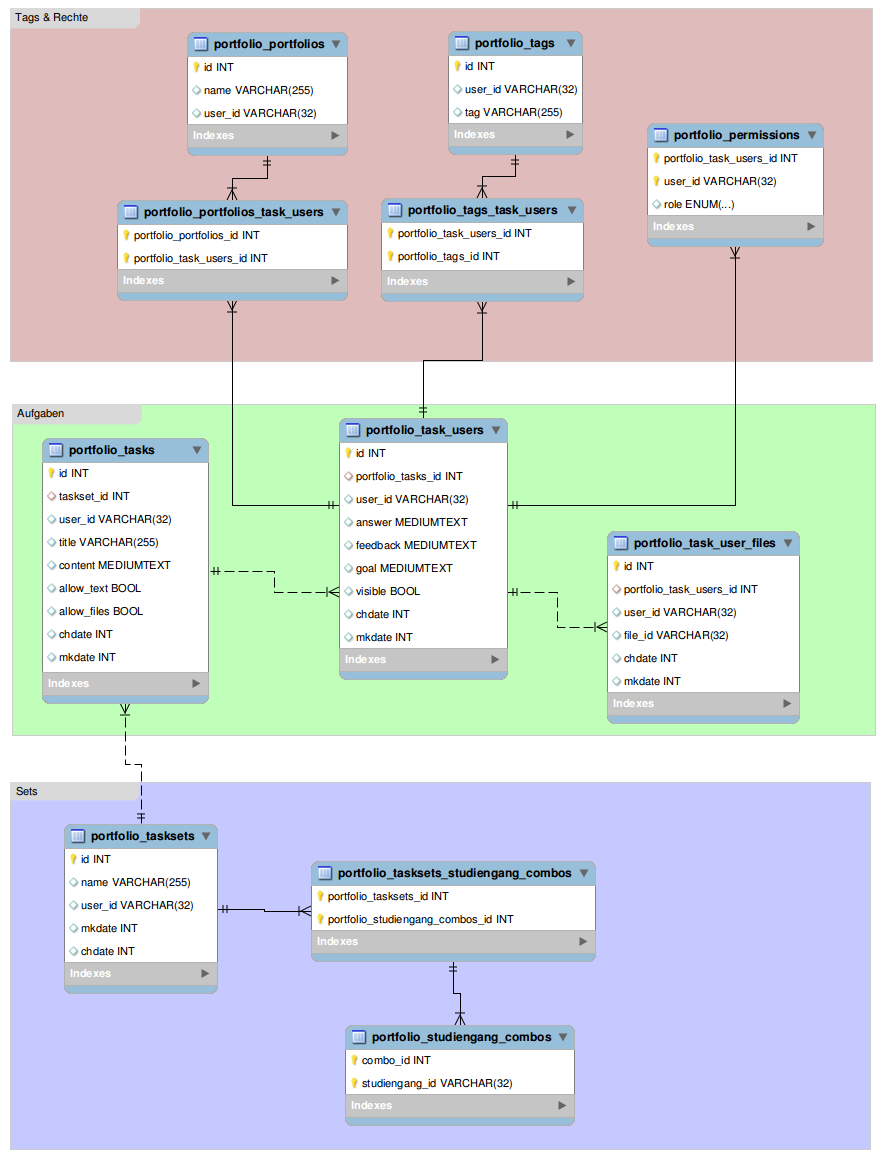 Tags & Rechte
portfolio_portfolios
id INT
name VARCHAR(255)
user_id VARCHAR(32)
Indexes
portfolio_tags
id INT
user_id VARCHAR(32)
tag VARCHAR(255)
Indexes
portfolio_permissions
portfolio_task_users_id INT
user_id VARCHAR(32)
role ENUM(...)
Indexes
portfolio_portfolios_task_users
portfolio_portfolios_id INT
portfolio_task_users_id INT
Indexes
portfolio_tags_task_users
portfolio_task_users_id INT
portfolio_tags_id INT
Indexes
Aufgaben
portfolio_tasks
id INT
taskset_id INT
user_id VARCHAR(32)
title VARCHAR(255)
content MEDIUMTEXT
allow_text BOOL
allow_files BOOL
chdate INT
mkdate INT
Indexes
portfolio_task_users
id INT
portfolio_tasks_id INT
user_id VARCHAR(32)
answer MEDIUMTEXT
feedback MEDIUMTEXT
goal MEDIUMTEXT
visible BOOL
chdate INT
mkdate INT
Indexes
portfolio_task_user_files
id INT
portfolio_task_users_id INT
user_id VARCHAR(32)
file_id VARCHAR(32)
chdate INT
mkdate INT
Indexes
Sets
portfolio_tasksets
id INT
name VARCHAR(255)
user_id VARCHAR(32)
mkdate INT
chdate INT
Indexes
portfolio_tasksets_studiengang_combos
portfolio_tasksets_id INT
portfolio_studiengang_combos_id INT
Indexes
portfolio_studiengang_combos
combo_id INT
studiengang_id VARCHAR(32)
Indexes